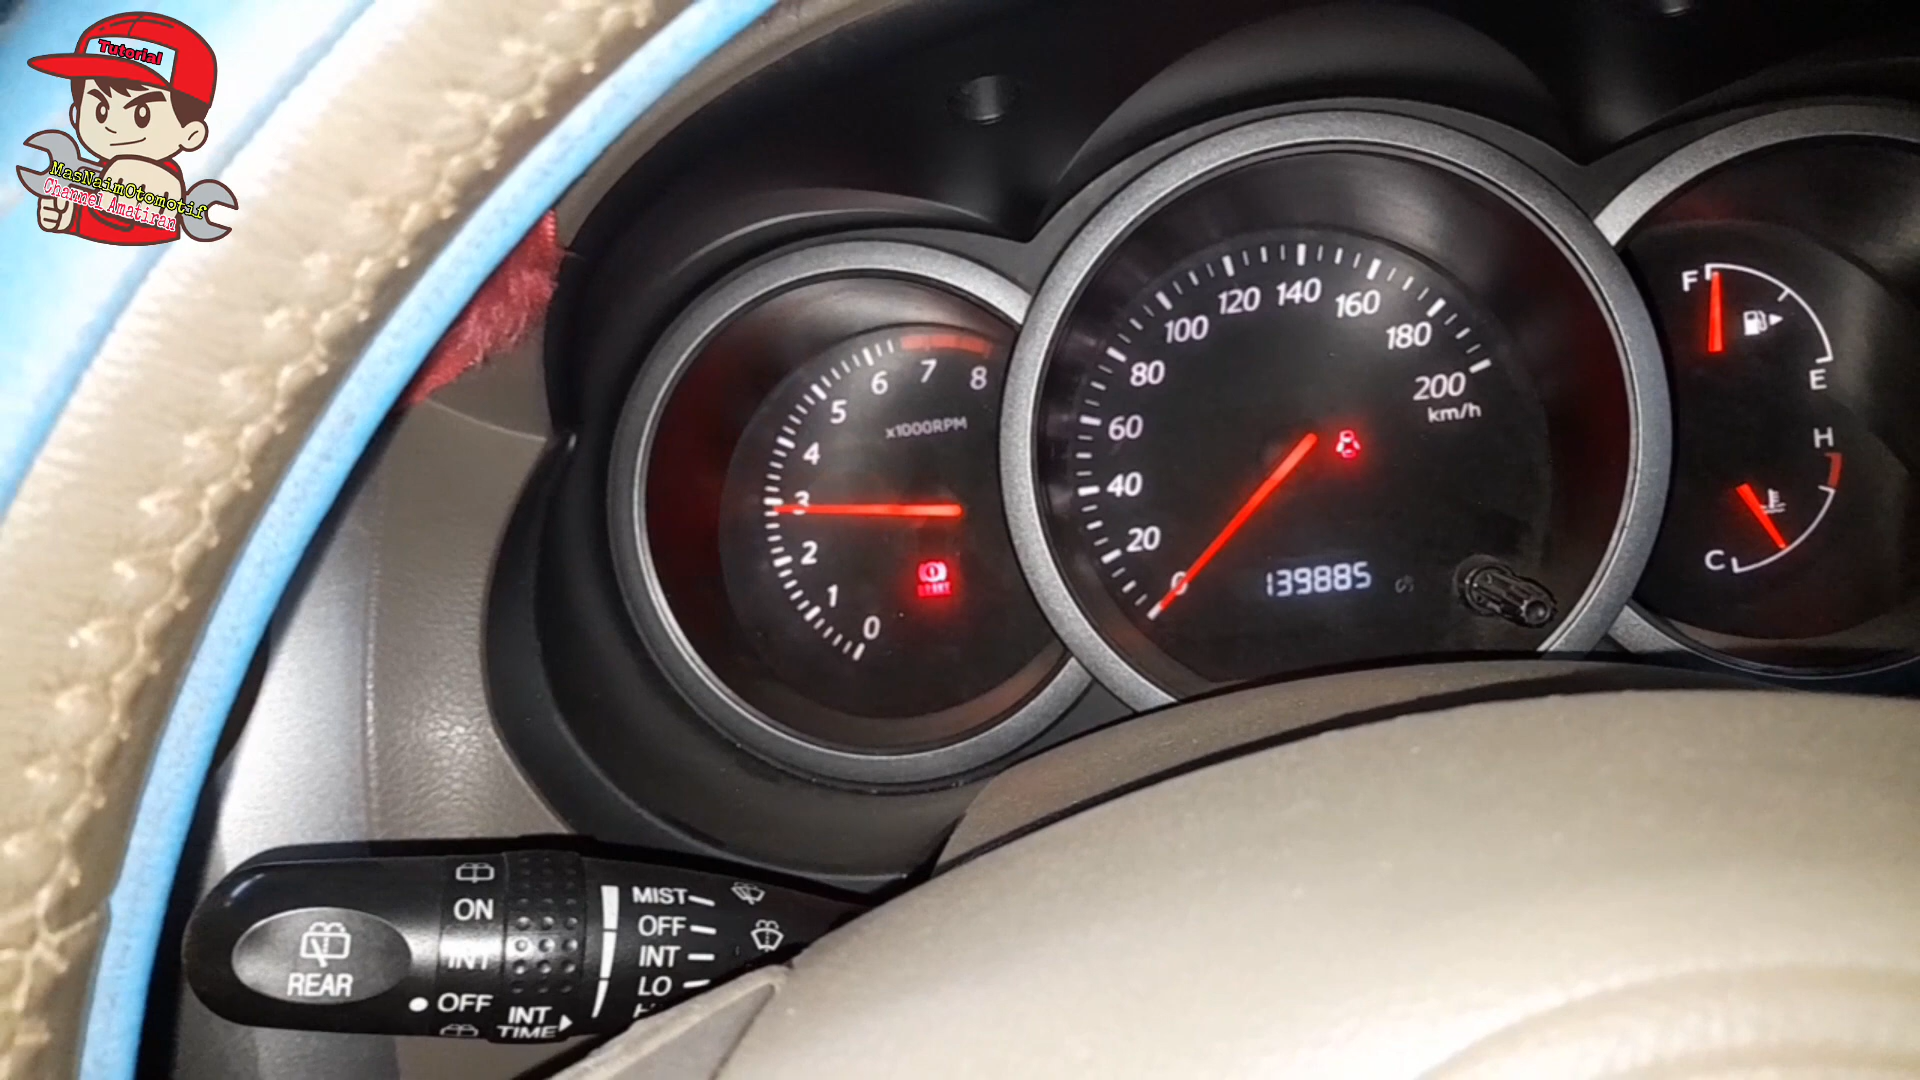 Tutorial
MasNaimOtomotif
Channel Amatiran
0
1
2
3
4
5
6
7
8
x1000RPM
0
20
40
60
80
100
120
140
160
180
200
km/h
139885
F
E
H
C
REAR
ON
INT
OFF
INT
TIME
MIST
OFF
INT
LO